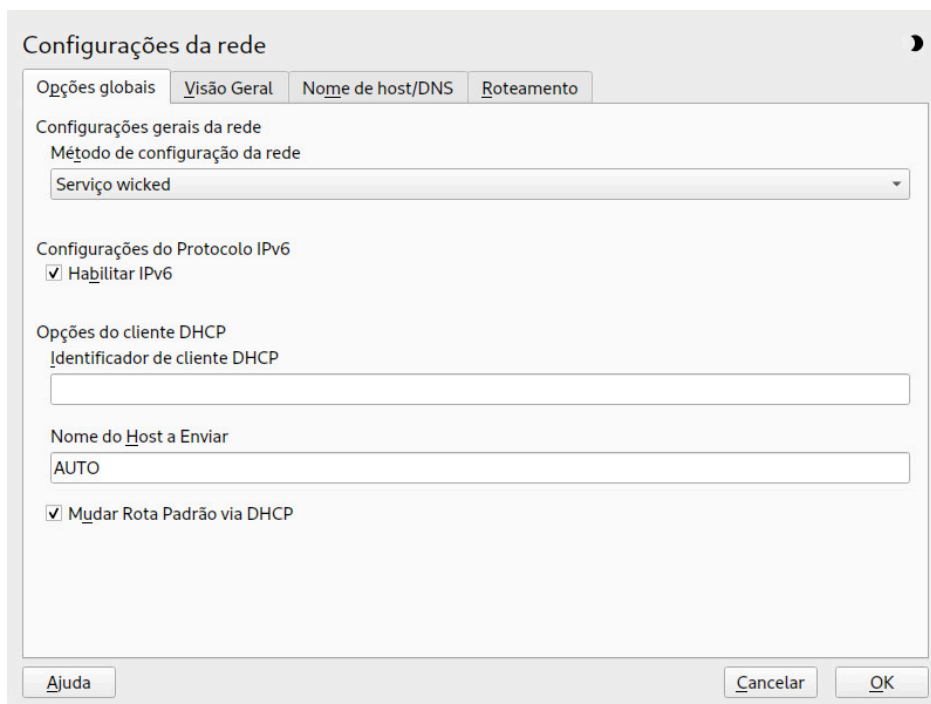 Configurações da rede
Opções globais Visão Geral Nome de host/DNS Roteamento
Configurações gerais da rede
Método de configuração da rede
Serviço wicked
Configurações do Protocolo IPv6
Habilitar IPv6
Opções do cliente DHCP
Identificador de cliente DHCP
Nome do Host a Enviar
AUTO
Mudar Rota Padrão via DHCP
Ajuda Cancelar OK